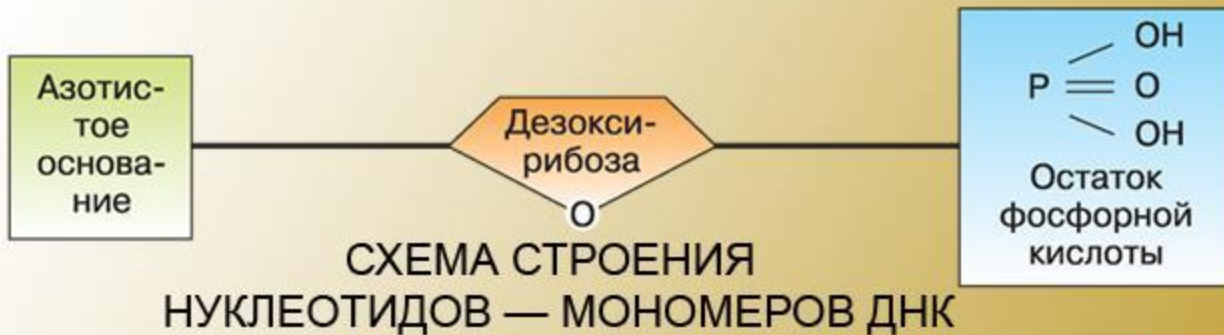 Азотис-
тое
основа-
ние
Дезокси-
рибоза
O
OH
P = O
OH
Остаток
фосфорной
кислоты
СХЕМА СТРОЕНИЯ
НУКЛЕОТИДОВ — МОНОМЕРОВ ДНК